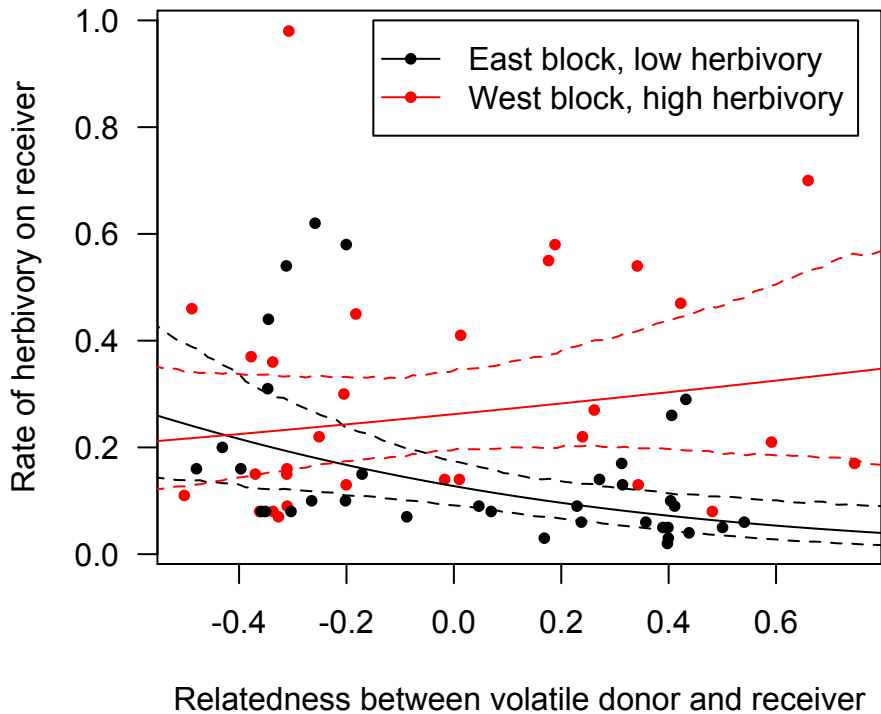 Rate of herbivory on receiver
1.0
0.8
0.6
0.4
0.2
0.0
East block, low herbivory
West block, high herbivory
-0.4 -0.2 0.0 0.2 0.4 0.6
Relatedness between volatile donor and receiver